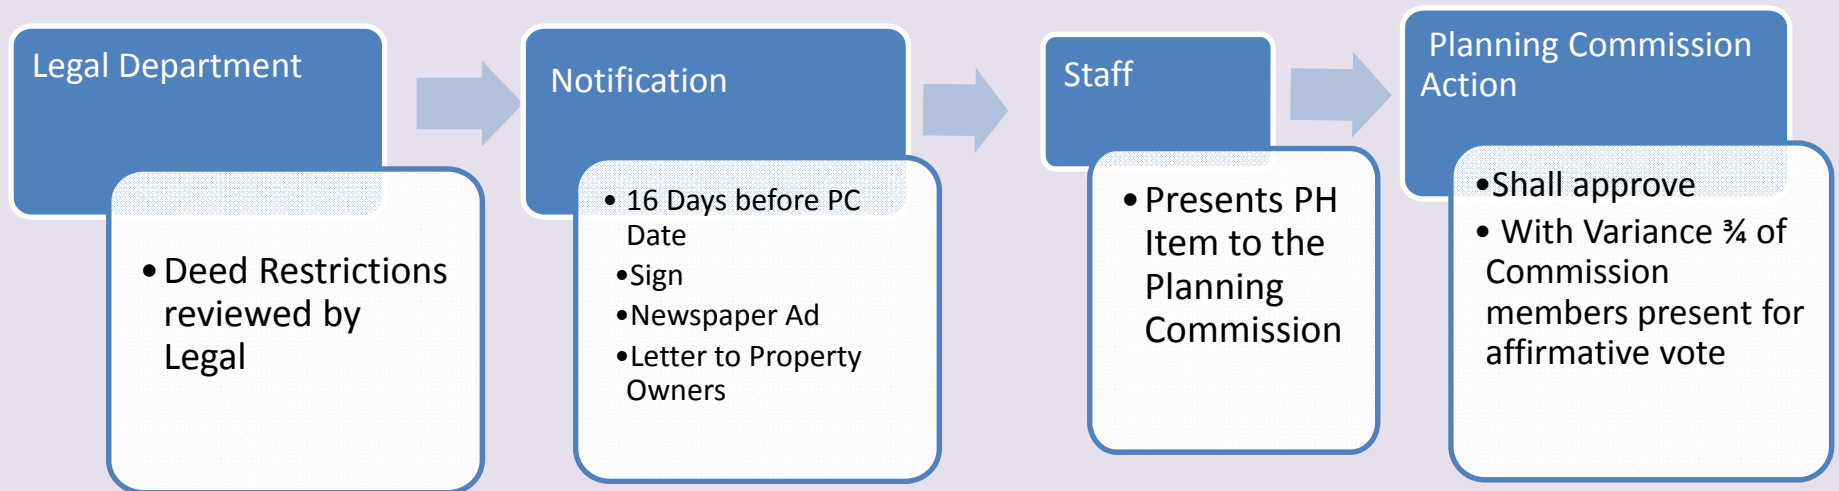 Legal Department
• Deed Restrictions
reviewed by
Legal
Notification
• 16 Days before PC
Date
•Sign
•Newspaper Ad
•Letter to Property
Owners
Staff
• Presents PH
Item to the
Planning
Commission
Planning Commission
Action
•Shall approve
• With Variance ¾ of
Commission
members present for
affirmative vote